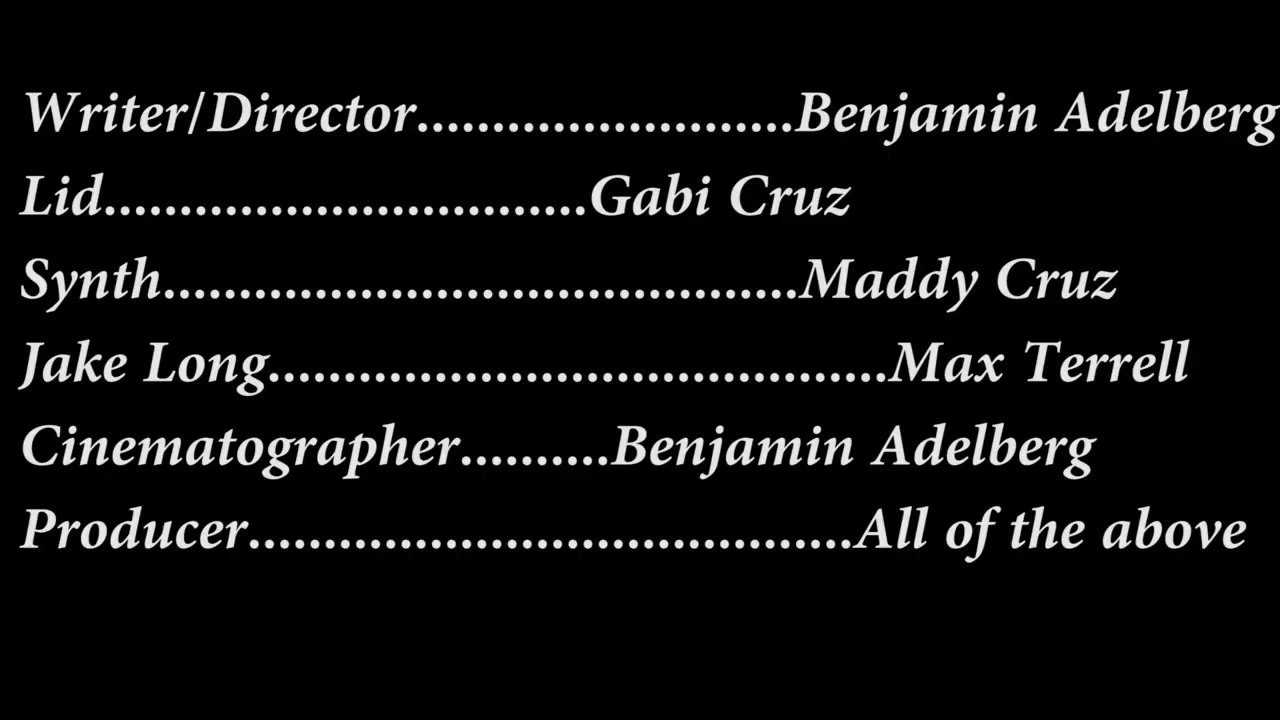 Writer/Director.........................Benjamin Adelberg
Lid................................Gabi Cruz
Synth..........................................Maddy Cruz
Jake Long.........................................Max Terrell
Cinematographer..........Benjamin Adelberg
Producer........................................All of the above